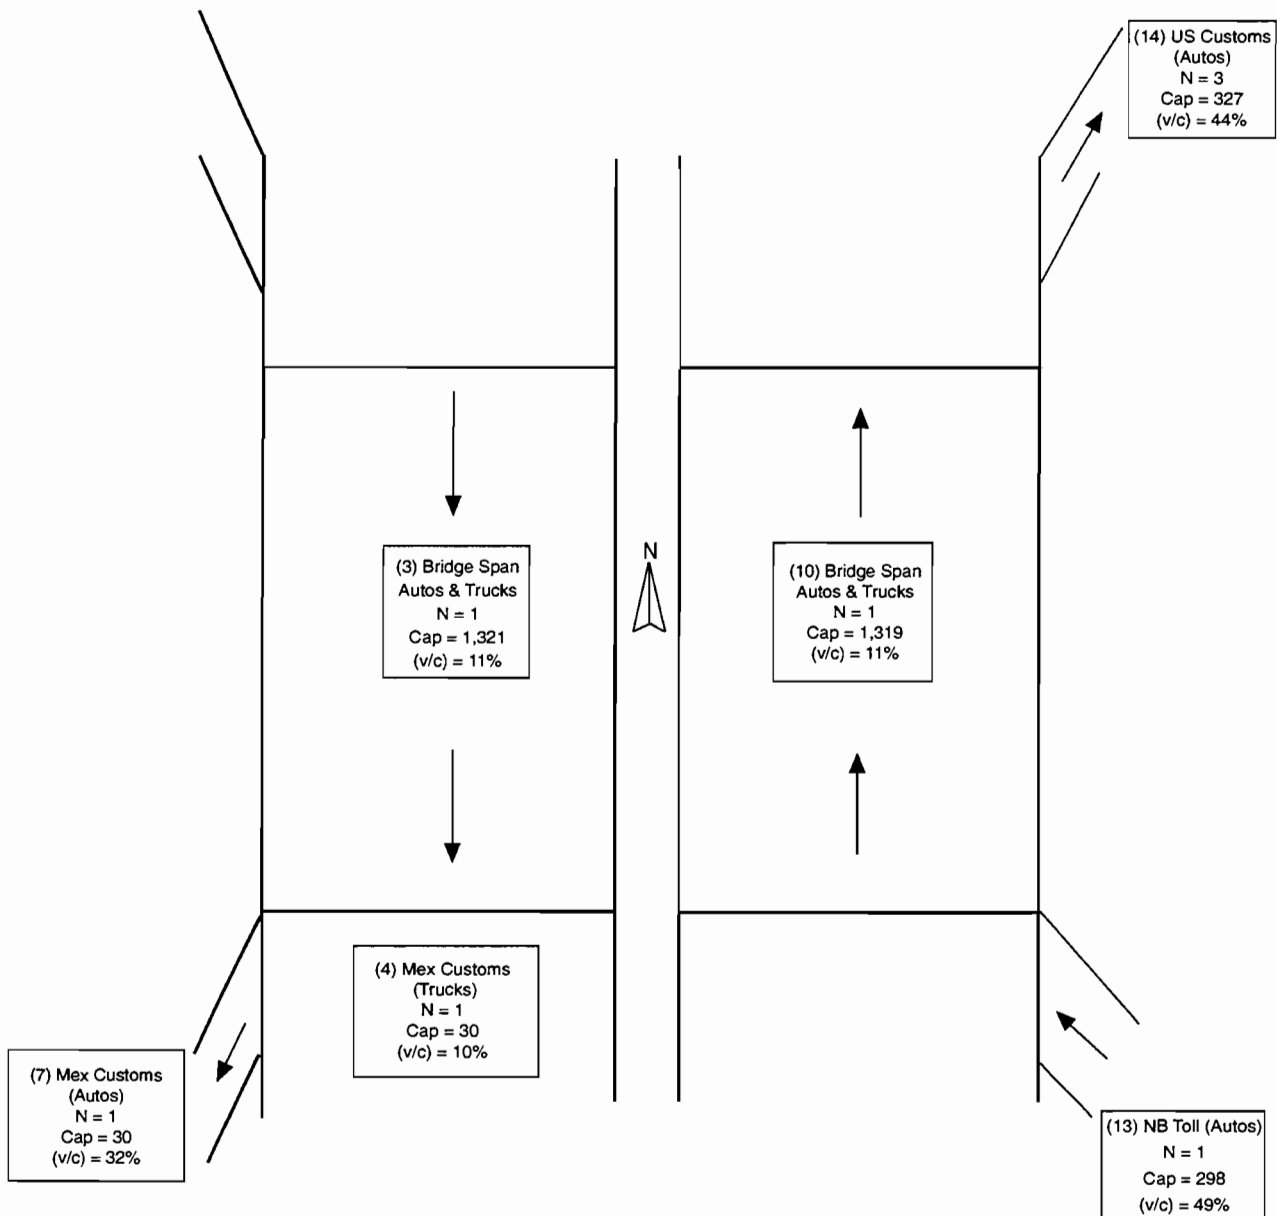 (14) US Customs
(Autos)
N = 3
Cap = 327
(v/c) = 44%
N
(3) Bridge Span
Autos & Trucks
N = 1
Cap = 1,321
(v/c) = 11%
(10) Bridge Span
Autos & Trucks
N = 1
Cap = 1,319
(v/c) = 11%
(4) Mex Customs
(Trucks)
N = 1
Cap = 30
(v/c) = 10%
(7) Mex Customs
(Autos)
N = 1
Cap = 30
(v/c) = 32%
(13) NB Toll (Autos)
N = 1
Cap = 298
(v/c) = 49%